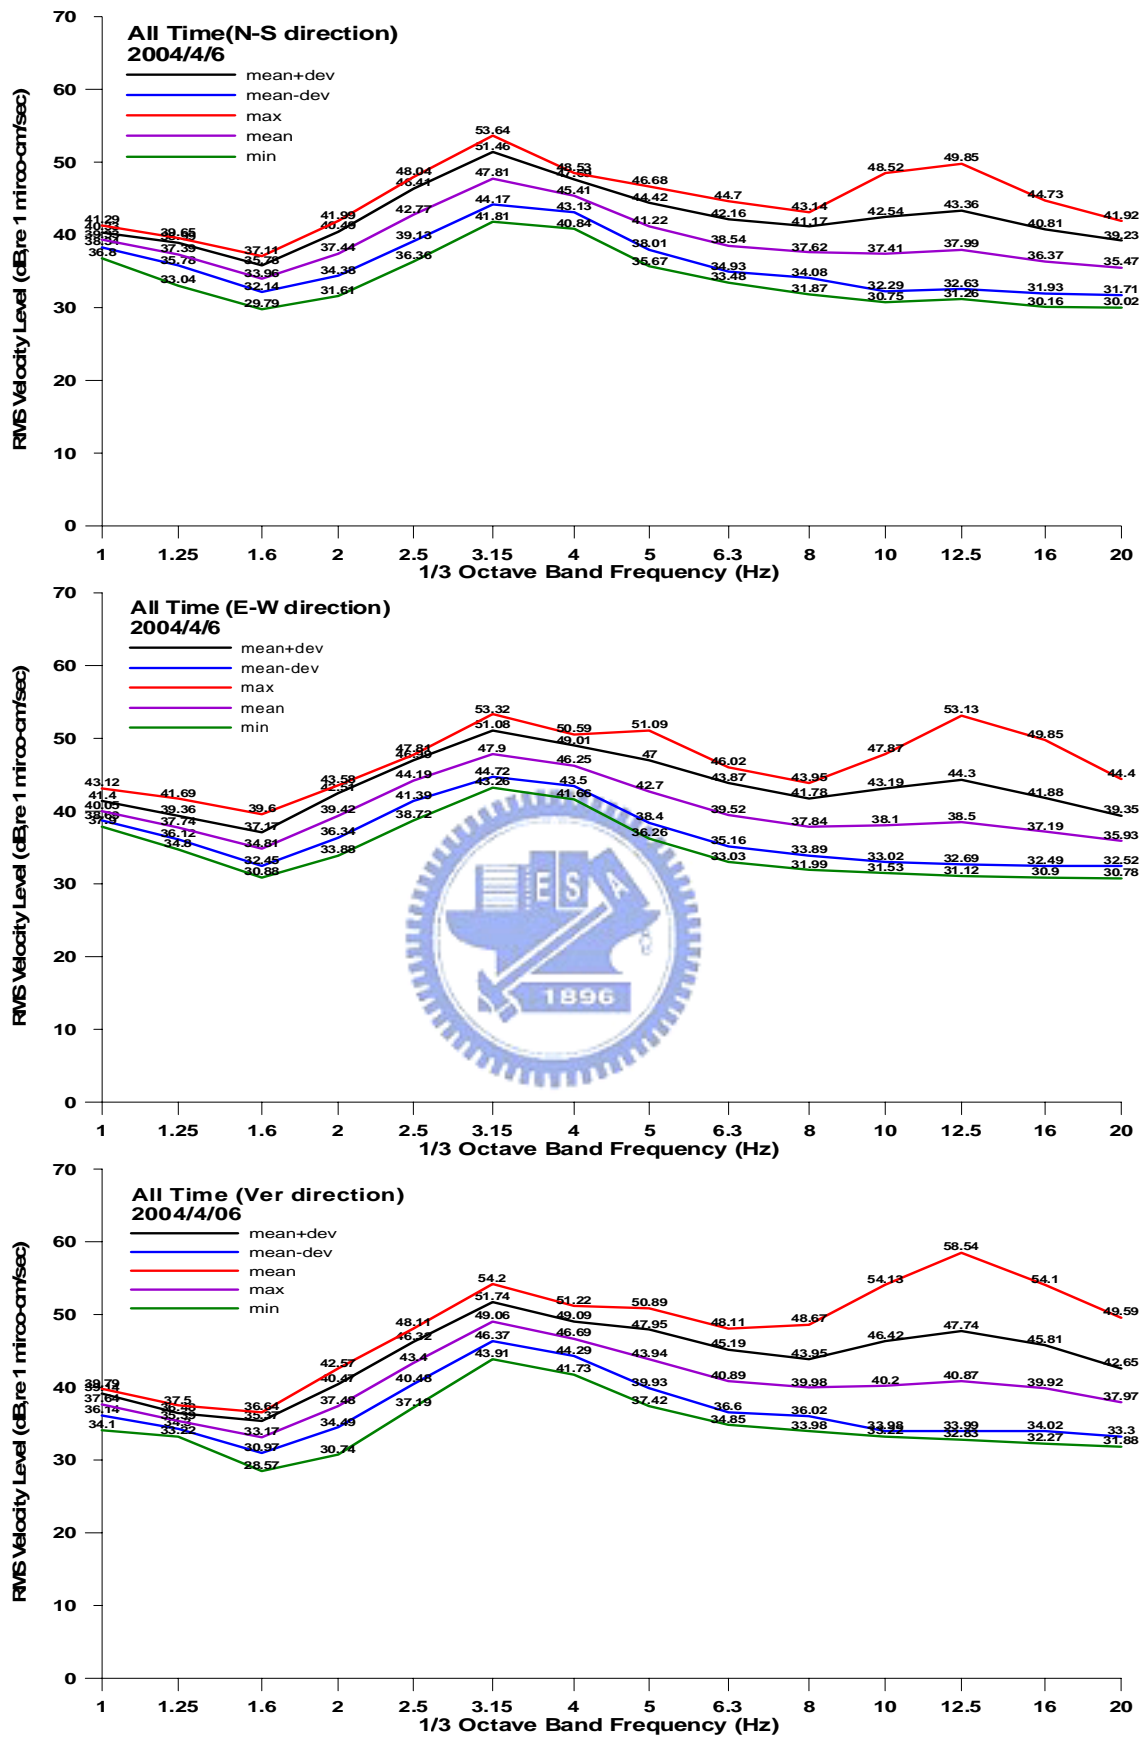 All Time(N-S direction)
2004/4/6
mean+dev
mean-dev
max
mean
min
RMS Velocity Level (dB,re 1 mirco-cm/sec)
70
60
50
40
30
20
10
0
41.29 39.65 37.11 41.99 48.04 53.64 48.53 46.68 44.7 43.14 48.52 49.85 44.73 41.92
35.78 40.49 46.41 51.46 44.42 42.16 41.17 42.54 43.36 40.81 39.23
37.39 33.96 37.44 42.77 47.81 45.41 41.22 38.54 37.62 37.41 37.99 36.37 35.47
38.34 35.78 32.14 34.38 39.13 44.17 43.13 38.01 34.93 34.08 32.29 32.63 31.93 31.71
36.8 33.04 29.79 31.61 36.36 41.81 40.84 35.67 33.48 31.87 30.75 31.26 30.16 30.02
1 1.25 1.6 2 2.5 3.15 4 5 6.3 8 10 12.5 16 20
1/3 Octave Band Frequency (Hz)
All Time (E-W direction)
2004/4/6
mean+dev
mean-dev
max
mean
min
RMS Velocity Level (dB,re 1 mirco-cm/sec)
70
60
50
40
30
20
10
0
43.12 41.69 39.6 43.59 47.81 53.32 50.59 51.09 46.02 43.95 47.87 53.13 49.85 44.4
41.4 39.36 37.17 42.51 46.99 51.08 49.01 47 43.87 41.78 43.19 44.3 41.88 39.35
40.05 37.74 34.81 39.42 44.19 47.9 46.25 42.7 39.52 37.84 38.1 38.5 37.19 35.93
36.12 32.45 36.34 41.39 44.72 43.5 38.4 35.16 33.89 33.02 32.69 32.49 32.52
34.8 30.88 33.88 38.72 43.26 41.66 36.26 33.03 31.99 31.53 31.12 30.9 30.78
E S A
1896
1 1.25 1.6 2 2.5 3.15 4 5 6.3 8 10 12.5 16 20
1/3 Octave Band Frequency (Hz)
All Time (Ver direction)
2004/4/06
mean+dev
mean-dev
mean
max
min
RMS Velocity Level (dB,re 1 mirco-cm/sec)
70
60
50
40
30
20
10
0
39.79 37.5 36.64 42.57 48.11 54.2 51.22 50.89 48.11 48.67 54.13 58.54 54.1 49.59
39.14 35.37 40.47 46.32 51.74 49.09 47.95 45.19 43.95 46.42 47.74 45.81 42.65
37.64 33.17 37.48 43.4 49.06 46.69 43.94 40.89 39.98 40.2 40.87 39.92 37.97
36.14 30.97 34.49 40.48 46.37 44.29 39.93 36.6 36.02 33.98 33.99 34.02 33.3
34.1 33.22 28.57 30.74 37.19 43.91 41.73 37.42 34.85 33.98 33.22 32.83 32.27 31.88
1 1.25 1.6 2 2.5 3.15 4 5 6.3 8 10 12.5 16 20
1/3 Octave Band Frequency (Hz)